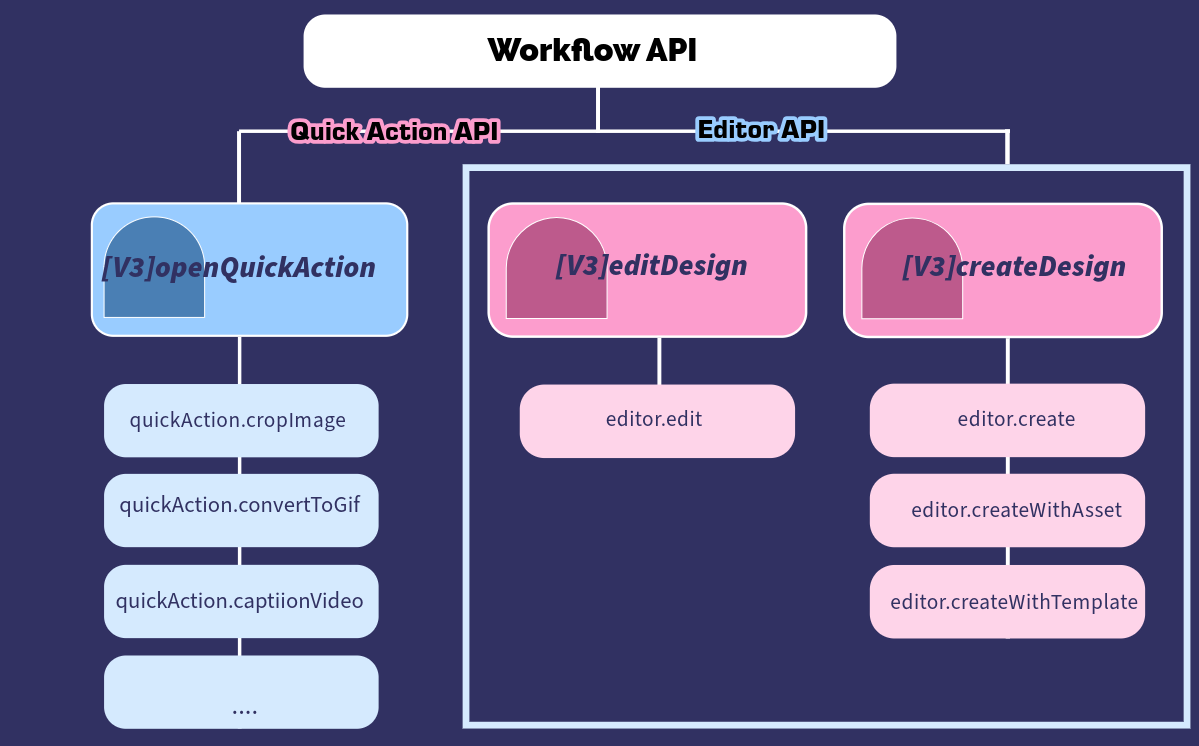 Workflow API
Quick Action API
Editor API
[V3]openQuickAction
[V3]editDesign
[V3]createDesign
quickAction.cropImage
editor.edit
editor.create
quickAction.convertToGif
editor.createWithAsset
quickAction.captiionVideo
editor.createWithTemplate
....